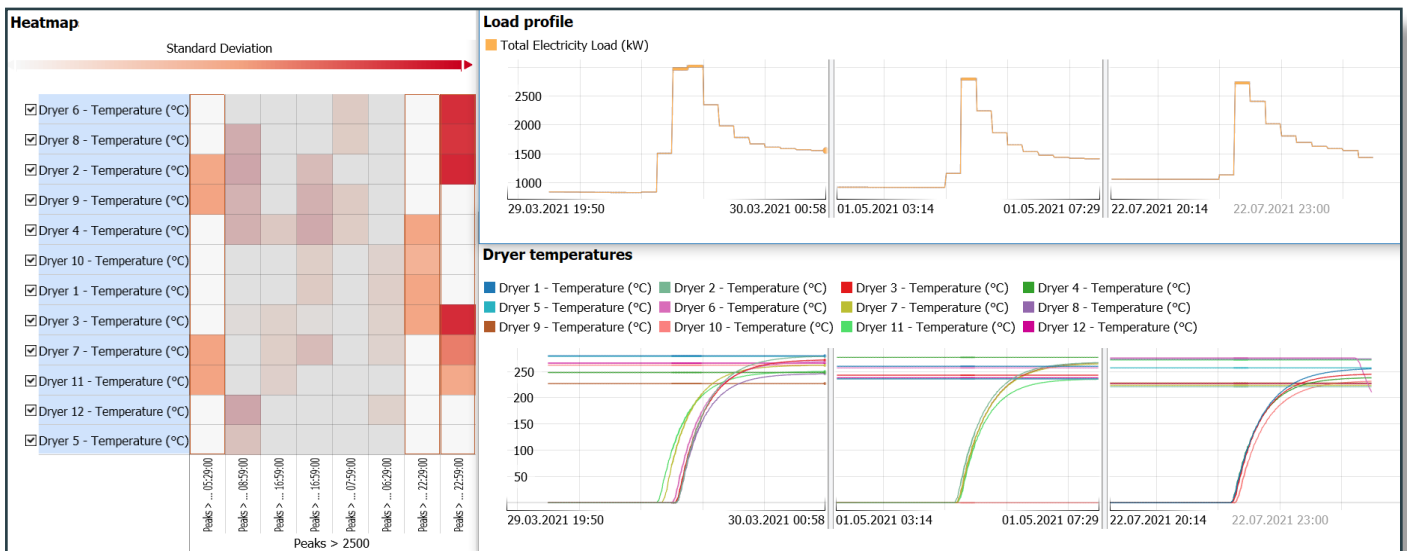 Heatmap
Standard Deviation
Dryer 6 - Temperature (°C)
Dryer 8 - Temperature (°C)
Dryer 2 - Temperature (°C)
Dryer 9 - Temperature (°C)
Dryer 4 - Temperature (°C)
Dryer 10 - Temperature (°C)
Dryer 1 - Temperature (°C)
Dryer 3 - Temperature (°C)
Dryer 7 - Temperature (°C)
Dryer 11 - Temperature (°C)
Dryer 12 - Temperature (°C)
Dryer 5 - Temperature (°C)
Peaks > ... 05:29:00
Peaks > ... 08:59:00
Peaks > ... 16:59:00
Peaks > ... 16:59:00
Peaks > ... 07:59:00
Peaks > ... 06:29:00
Peaks > ... 22:29:00
Peaks > ... 22:59:00
Peaks > 2500
Load profile
Total Electricity Load (kW)
2500
2000
1500
1000
29.03.2021 19:50 30.03.2021 00:58 01.05.2021 03:14 01.05.2021 07:29 22.07.2021 20:14 22.07.2021 23:00
Dryer temperatures
Dryer 1 - Temperature (°C) Dryer 2 - Temperature (°C) Dryer 3 - Temperature (°C) Dryer 4 - Temperature (°C)
Dryer 5 - Temperature (°C) Dryer 6 - Temperature (°C) Dryer 7 - Temperature (°C) Dryer 8 - Temperature (°C)
Dryer 9 - Temperature (°C) Dryer 10 - Temperature (°C) Dryer 11 - Temperature (°C) Dryer 12 - Temperature (°C)
250
200
150
100
50
29.03.2021 19:50 30.03.2021 00:58 01.05.2021 03:14 01.05.2021 07:29 22.07.2021 20:14 22.07.2021 23:00